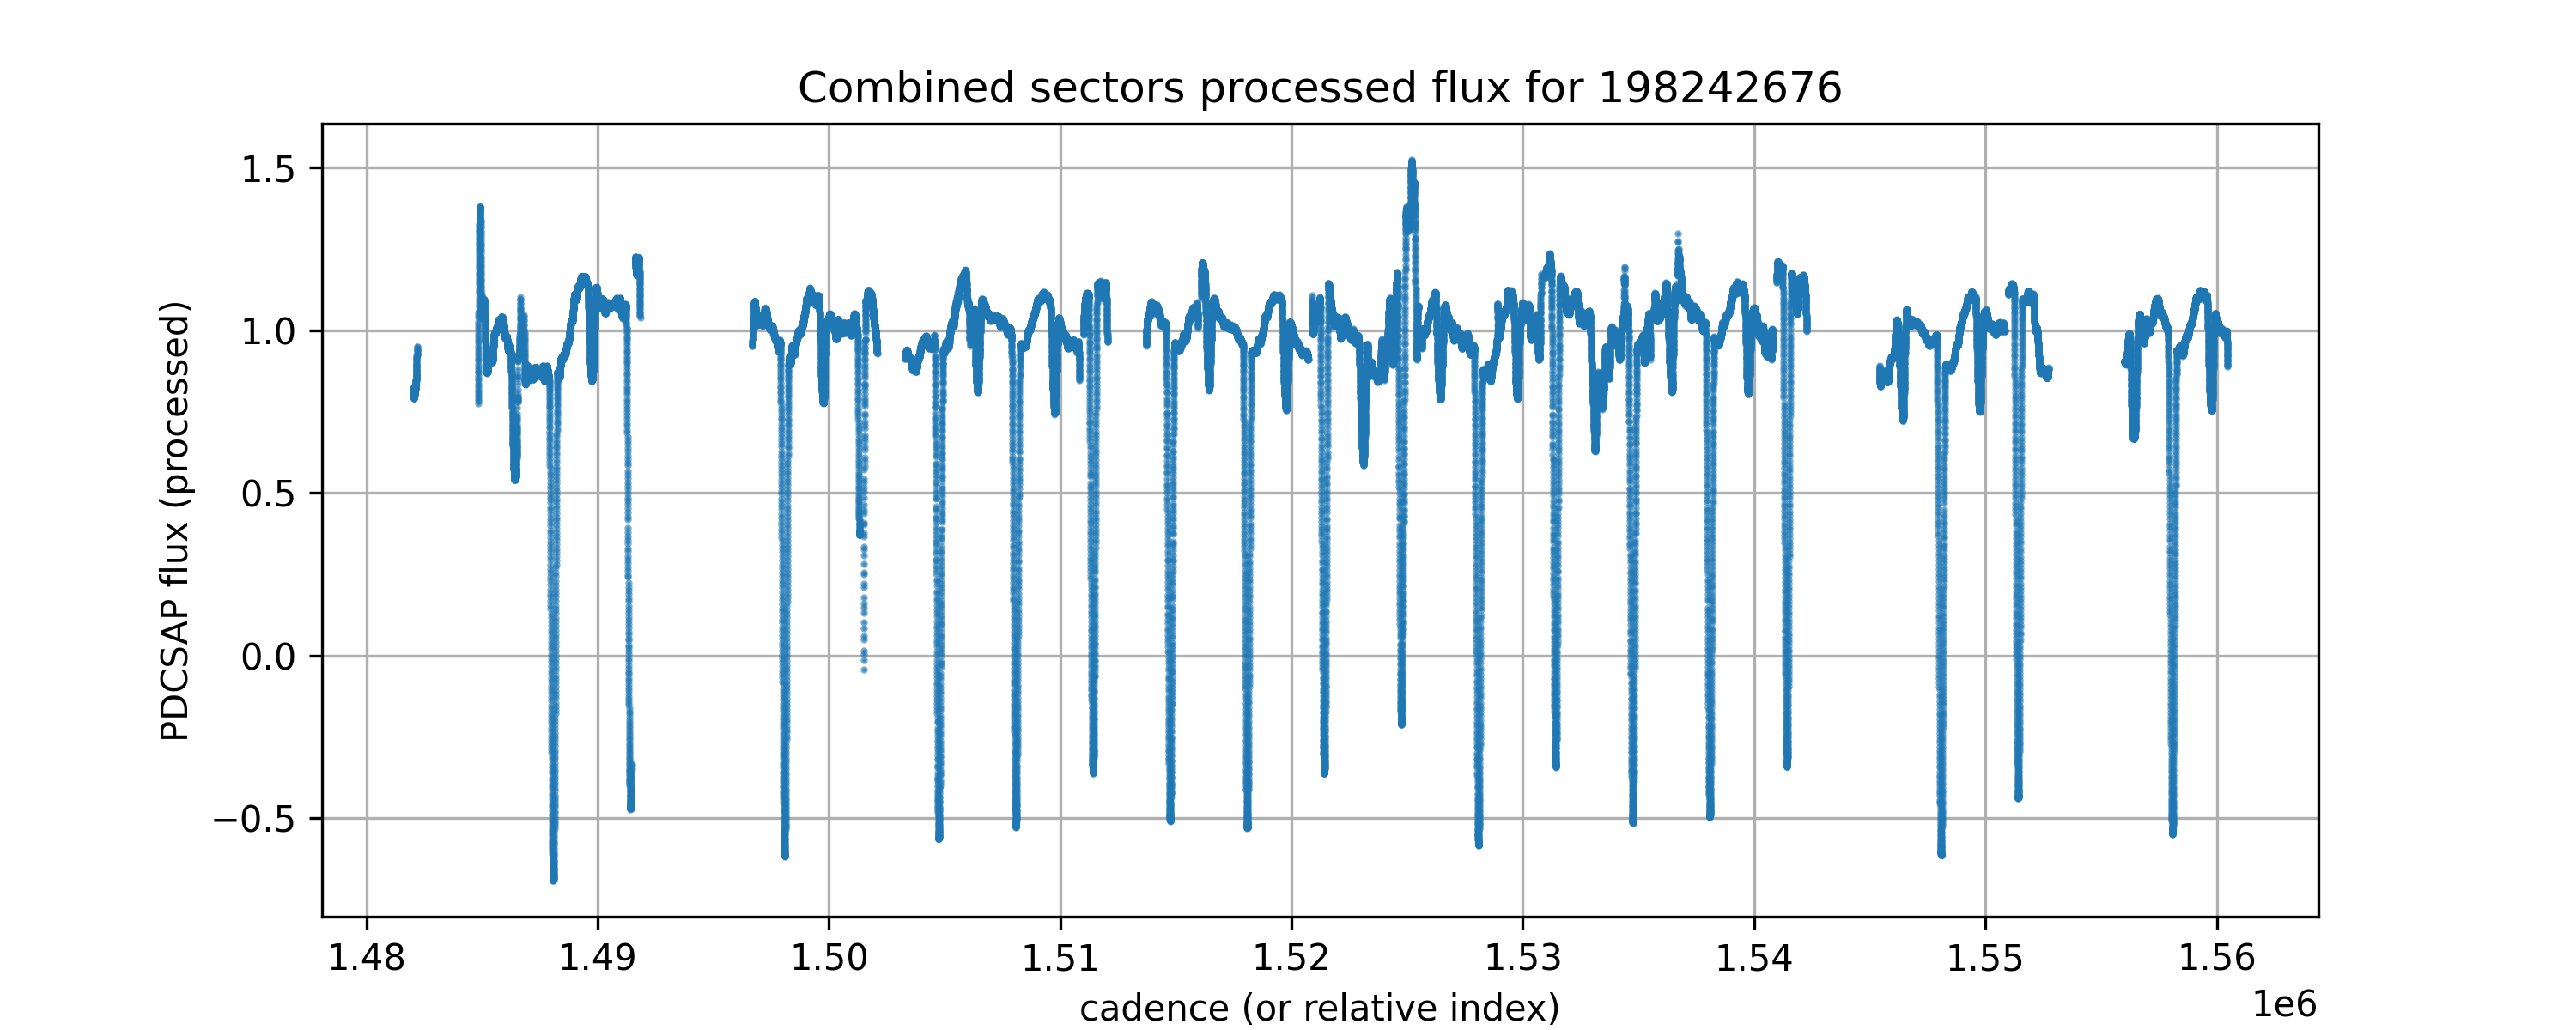 Combined sectors processed flux for 198242676
PDCSAP flux (processed)
1.5
1.0
0.5
0.0
−0.5
1.48 1.49 1.50 1.51 1.52 1.53 1.54 1.55 1.56
cadence (or relative index)
1e6